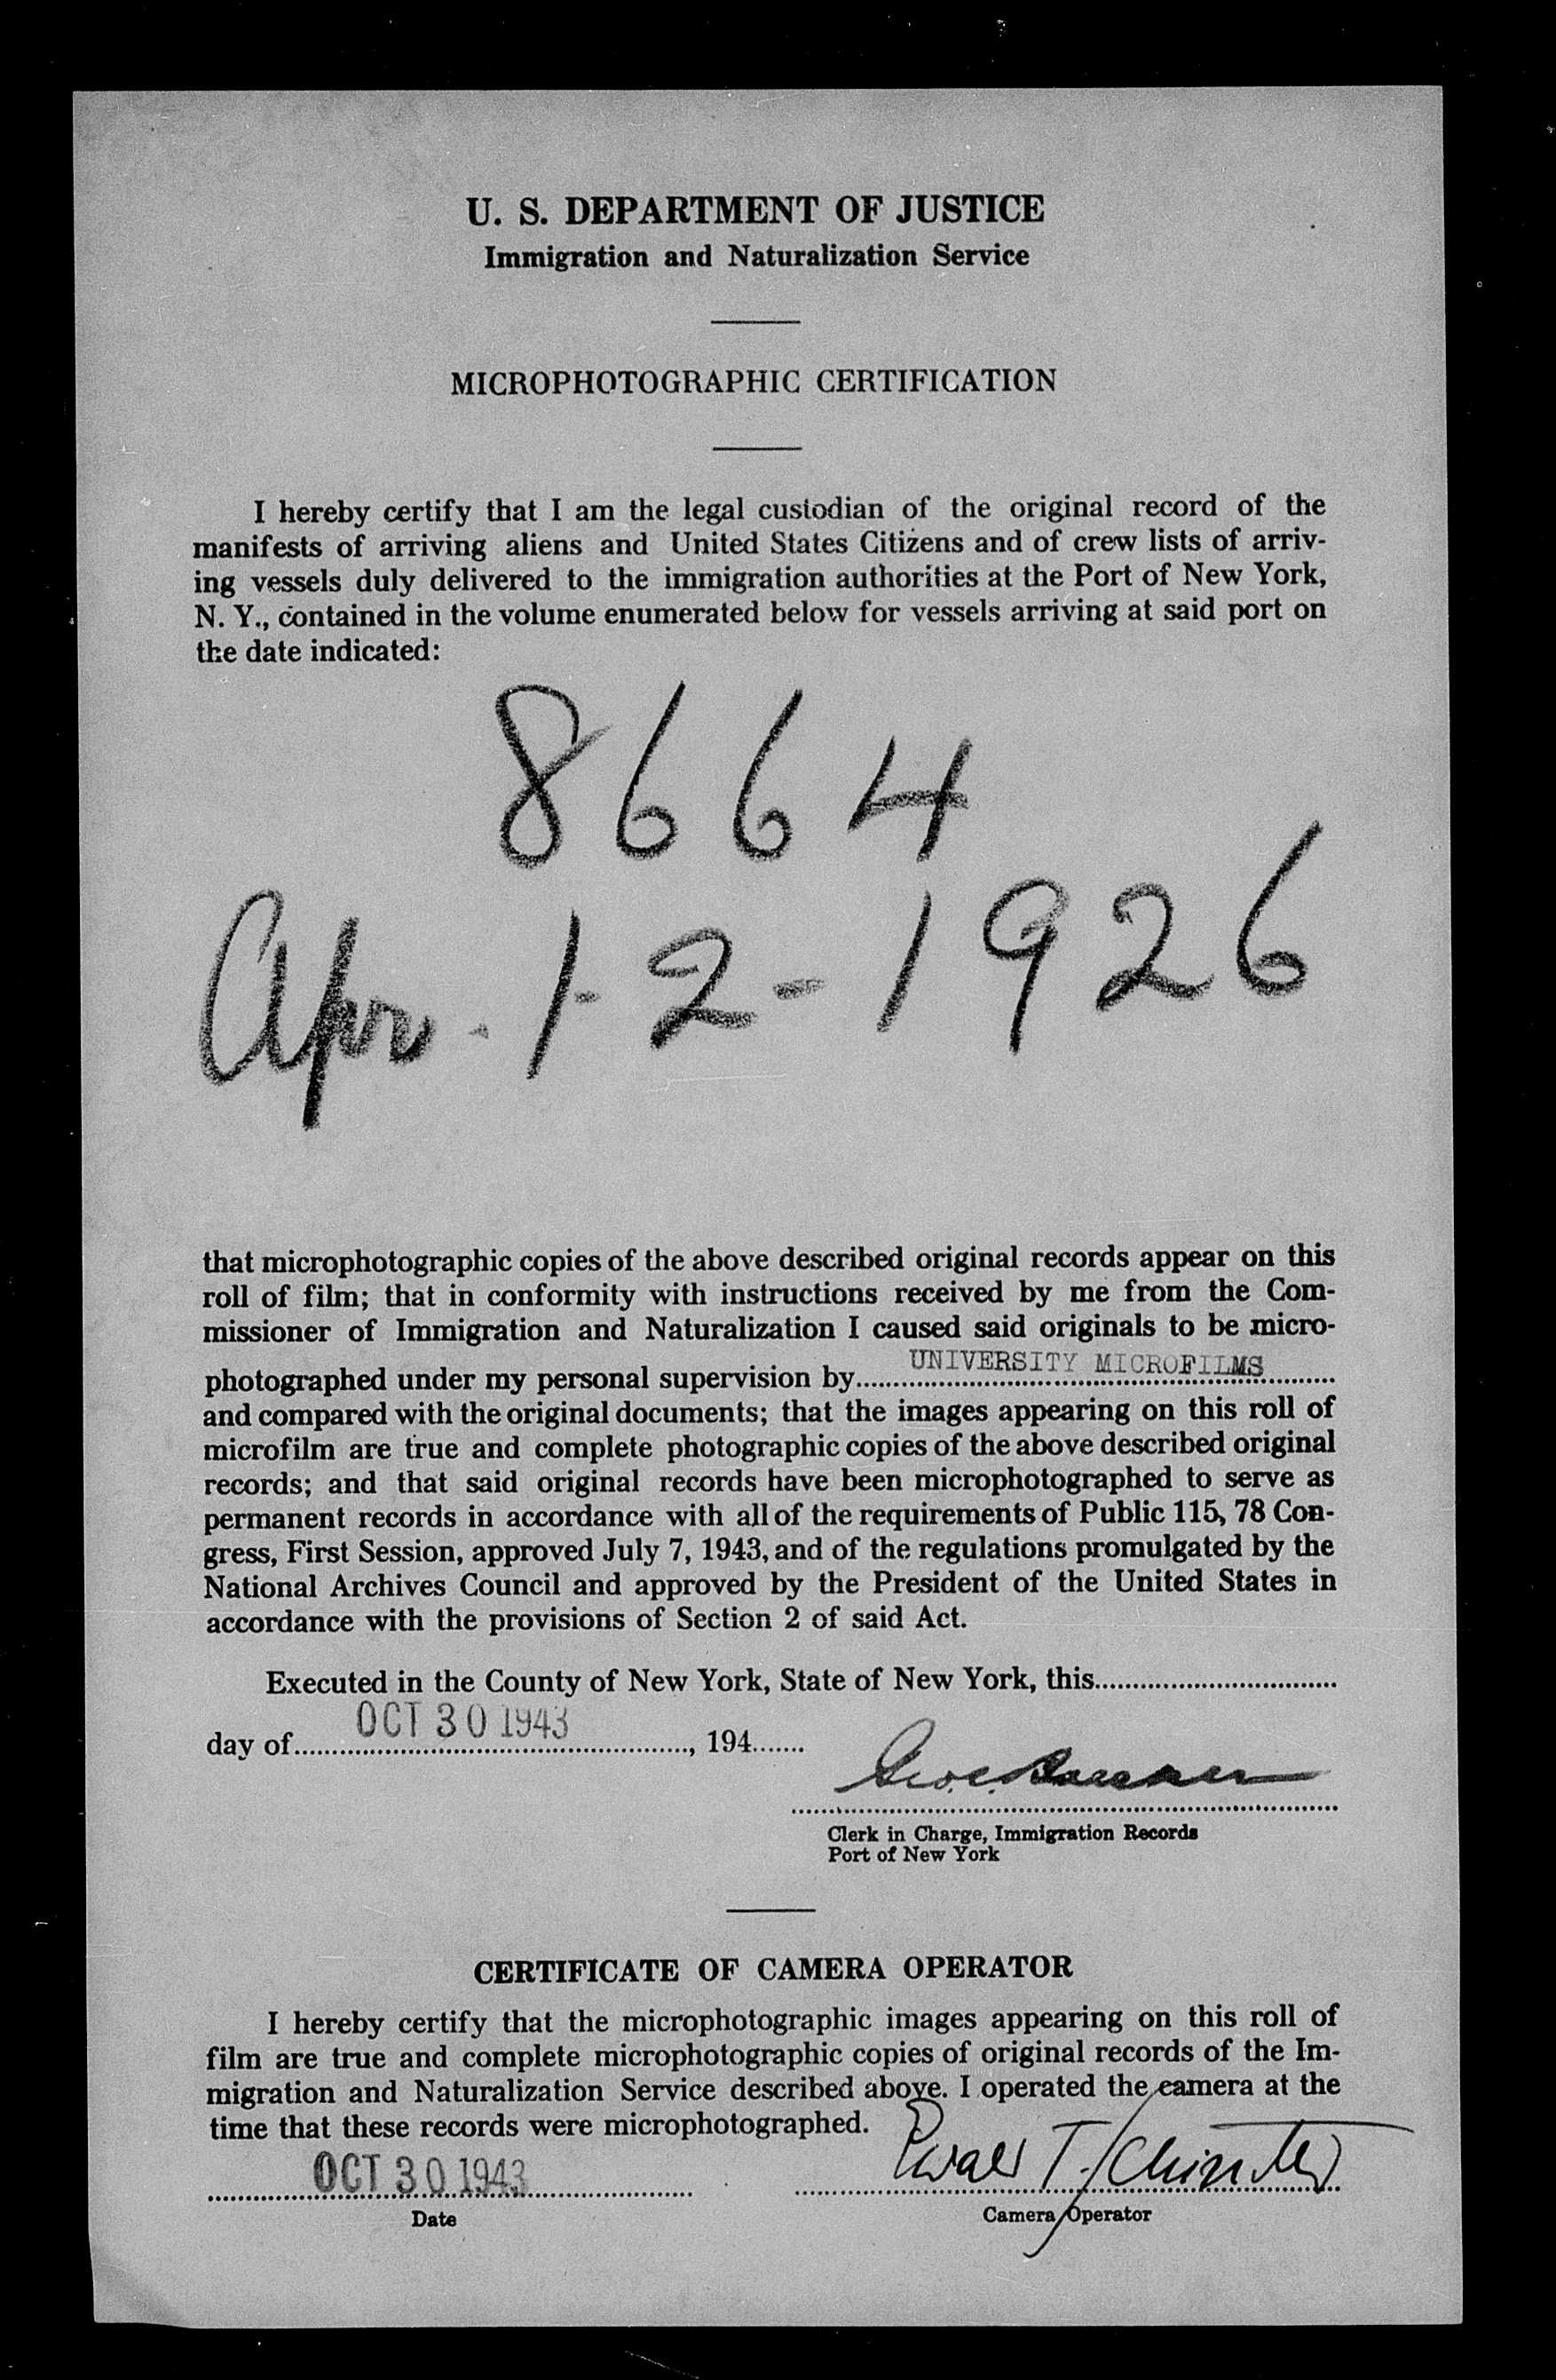 U. S. DEPARTMENT OF JUSTICE
Immigration and Naturalization Service
MICROPHOTOGRAPHIC CERTIFICATION
I hereby certify that I am the legal custodian of the original record of the
manifests of arriving aliens and United States Citizens and of crew lists of arriv-
ing vessels duly delivered to the immigration authorities at the Port of New York,
N. Y., contained in the volume enumerated below for vessels arriving at said port on
the date indicated:
8664
Apr. 1-2-1926
that microphotographic copies of the above described original records appear on this
roll of film; that in conformity with instructions received by me from the Com-
missioner of Immigration and Naturalization I caused said originals to be micro-
photographed under my personal supervision by UNIVERSITY MICROFILMS
and compared with the original documents; that the images appearing on this roll of
microfilm are true and complete photographic copies of the above described original
records; and that said original records have been microphotographed to serve as
permanent records in accordance with all of the requirements of Public 115, 78 Con-
gress, First Session, approved July 7, 1943, and of the regulations promulgated by the
National Archives Council and approved by the President of the United States in
accordance with the provisions of Section 2 of said Act.
Executed in the County of New York, State of New York, this
day of OCT 30 1943, 194
Clerk in Charge, Immigration Records
Port of New York
CERTIFICATE OF CAMERA OPERATOR
I hereby certify that the microphotographic images appearing on this roll of
film are true and complete microphotographic copies of original records of the Im-
migration and Naturalization Service described above. I operated the camera at the
time that these records were microphotographed.
OCT 30 1943
Date
Camera Operator